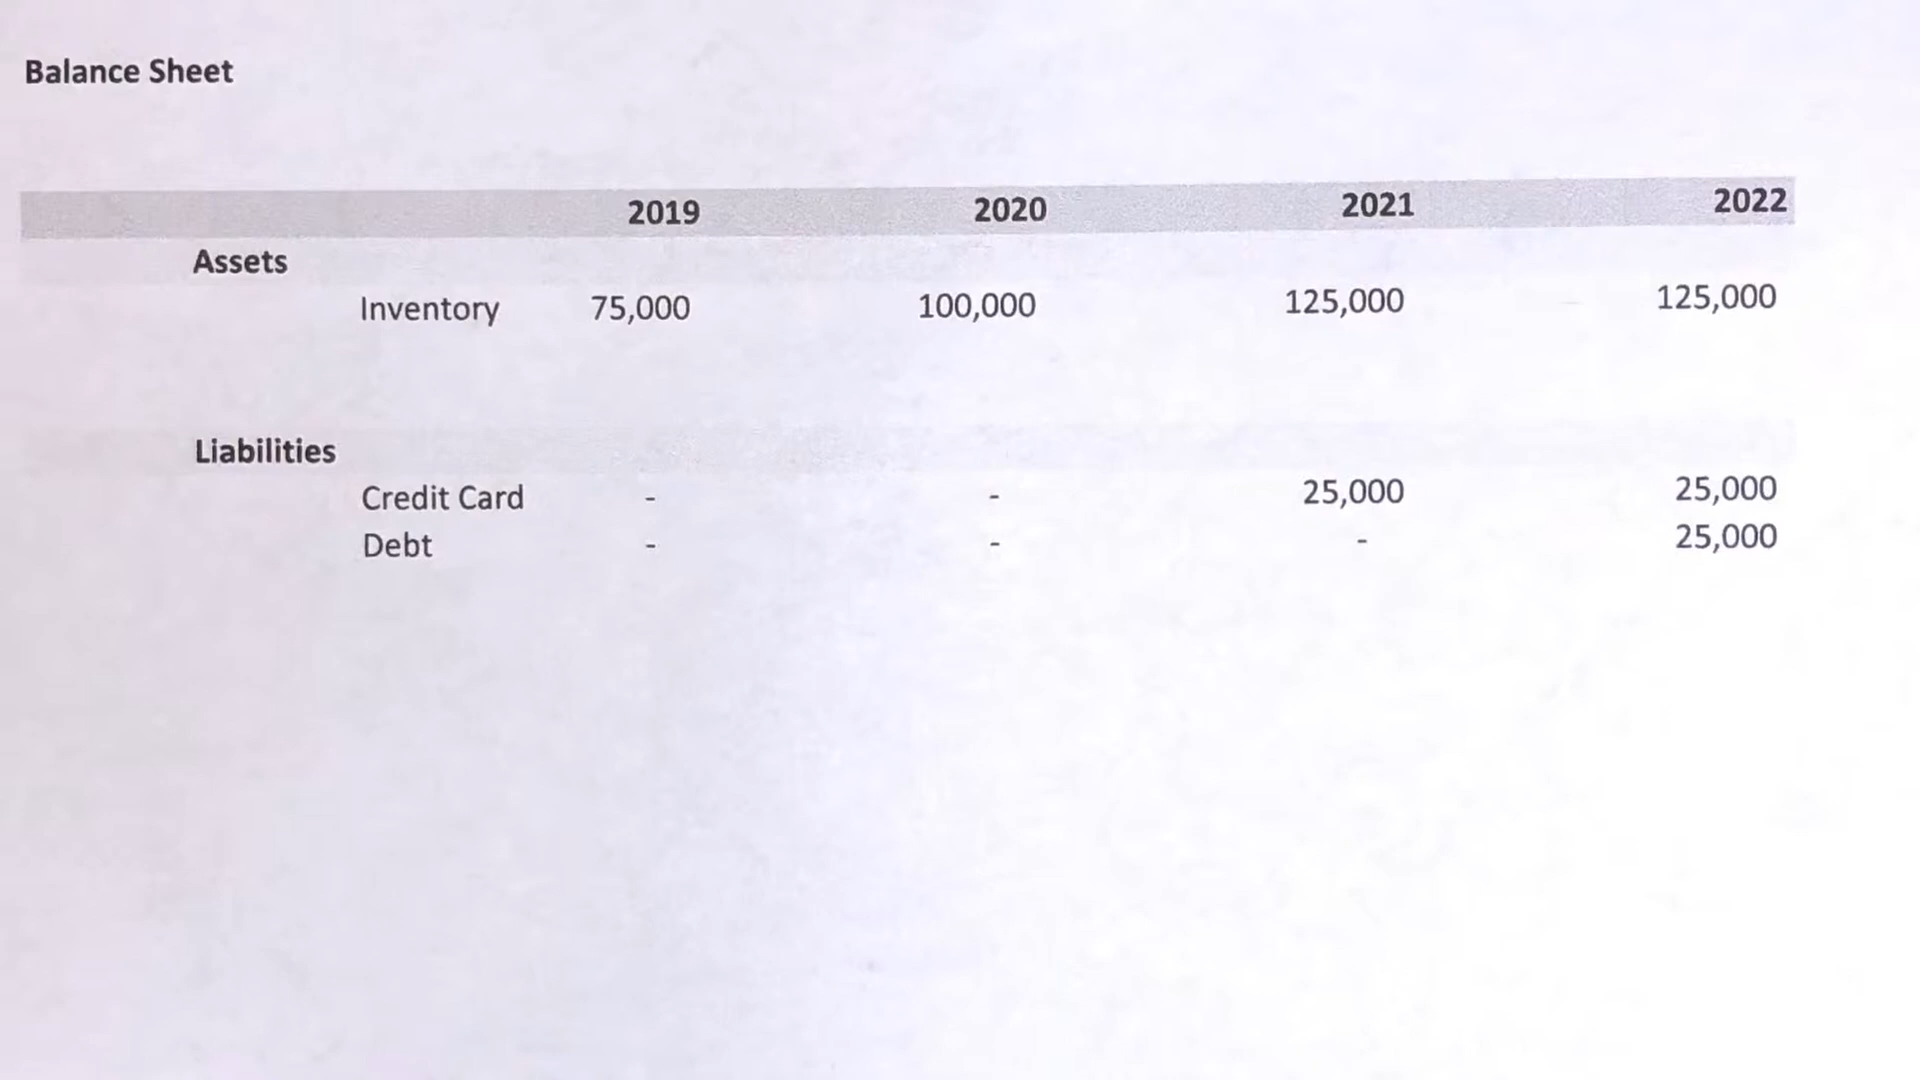 Balance Sheet
2019 2020 2021 2022
Assets
Inventory 75,000 100,000 125,000 125,000
Liabilities
Credit Card - - 25,000 25,000
Debt - - - 25,000